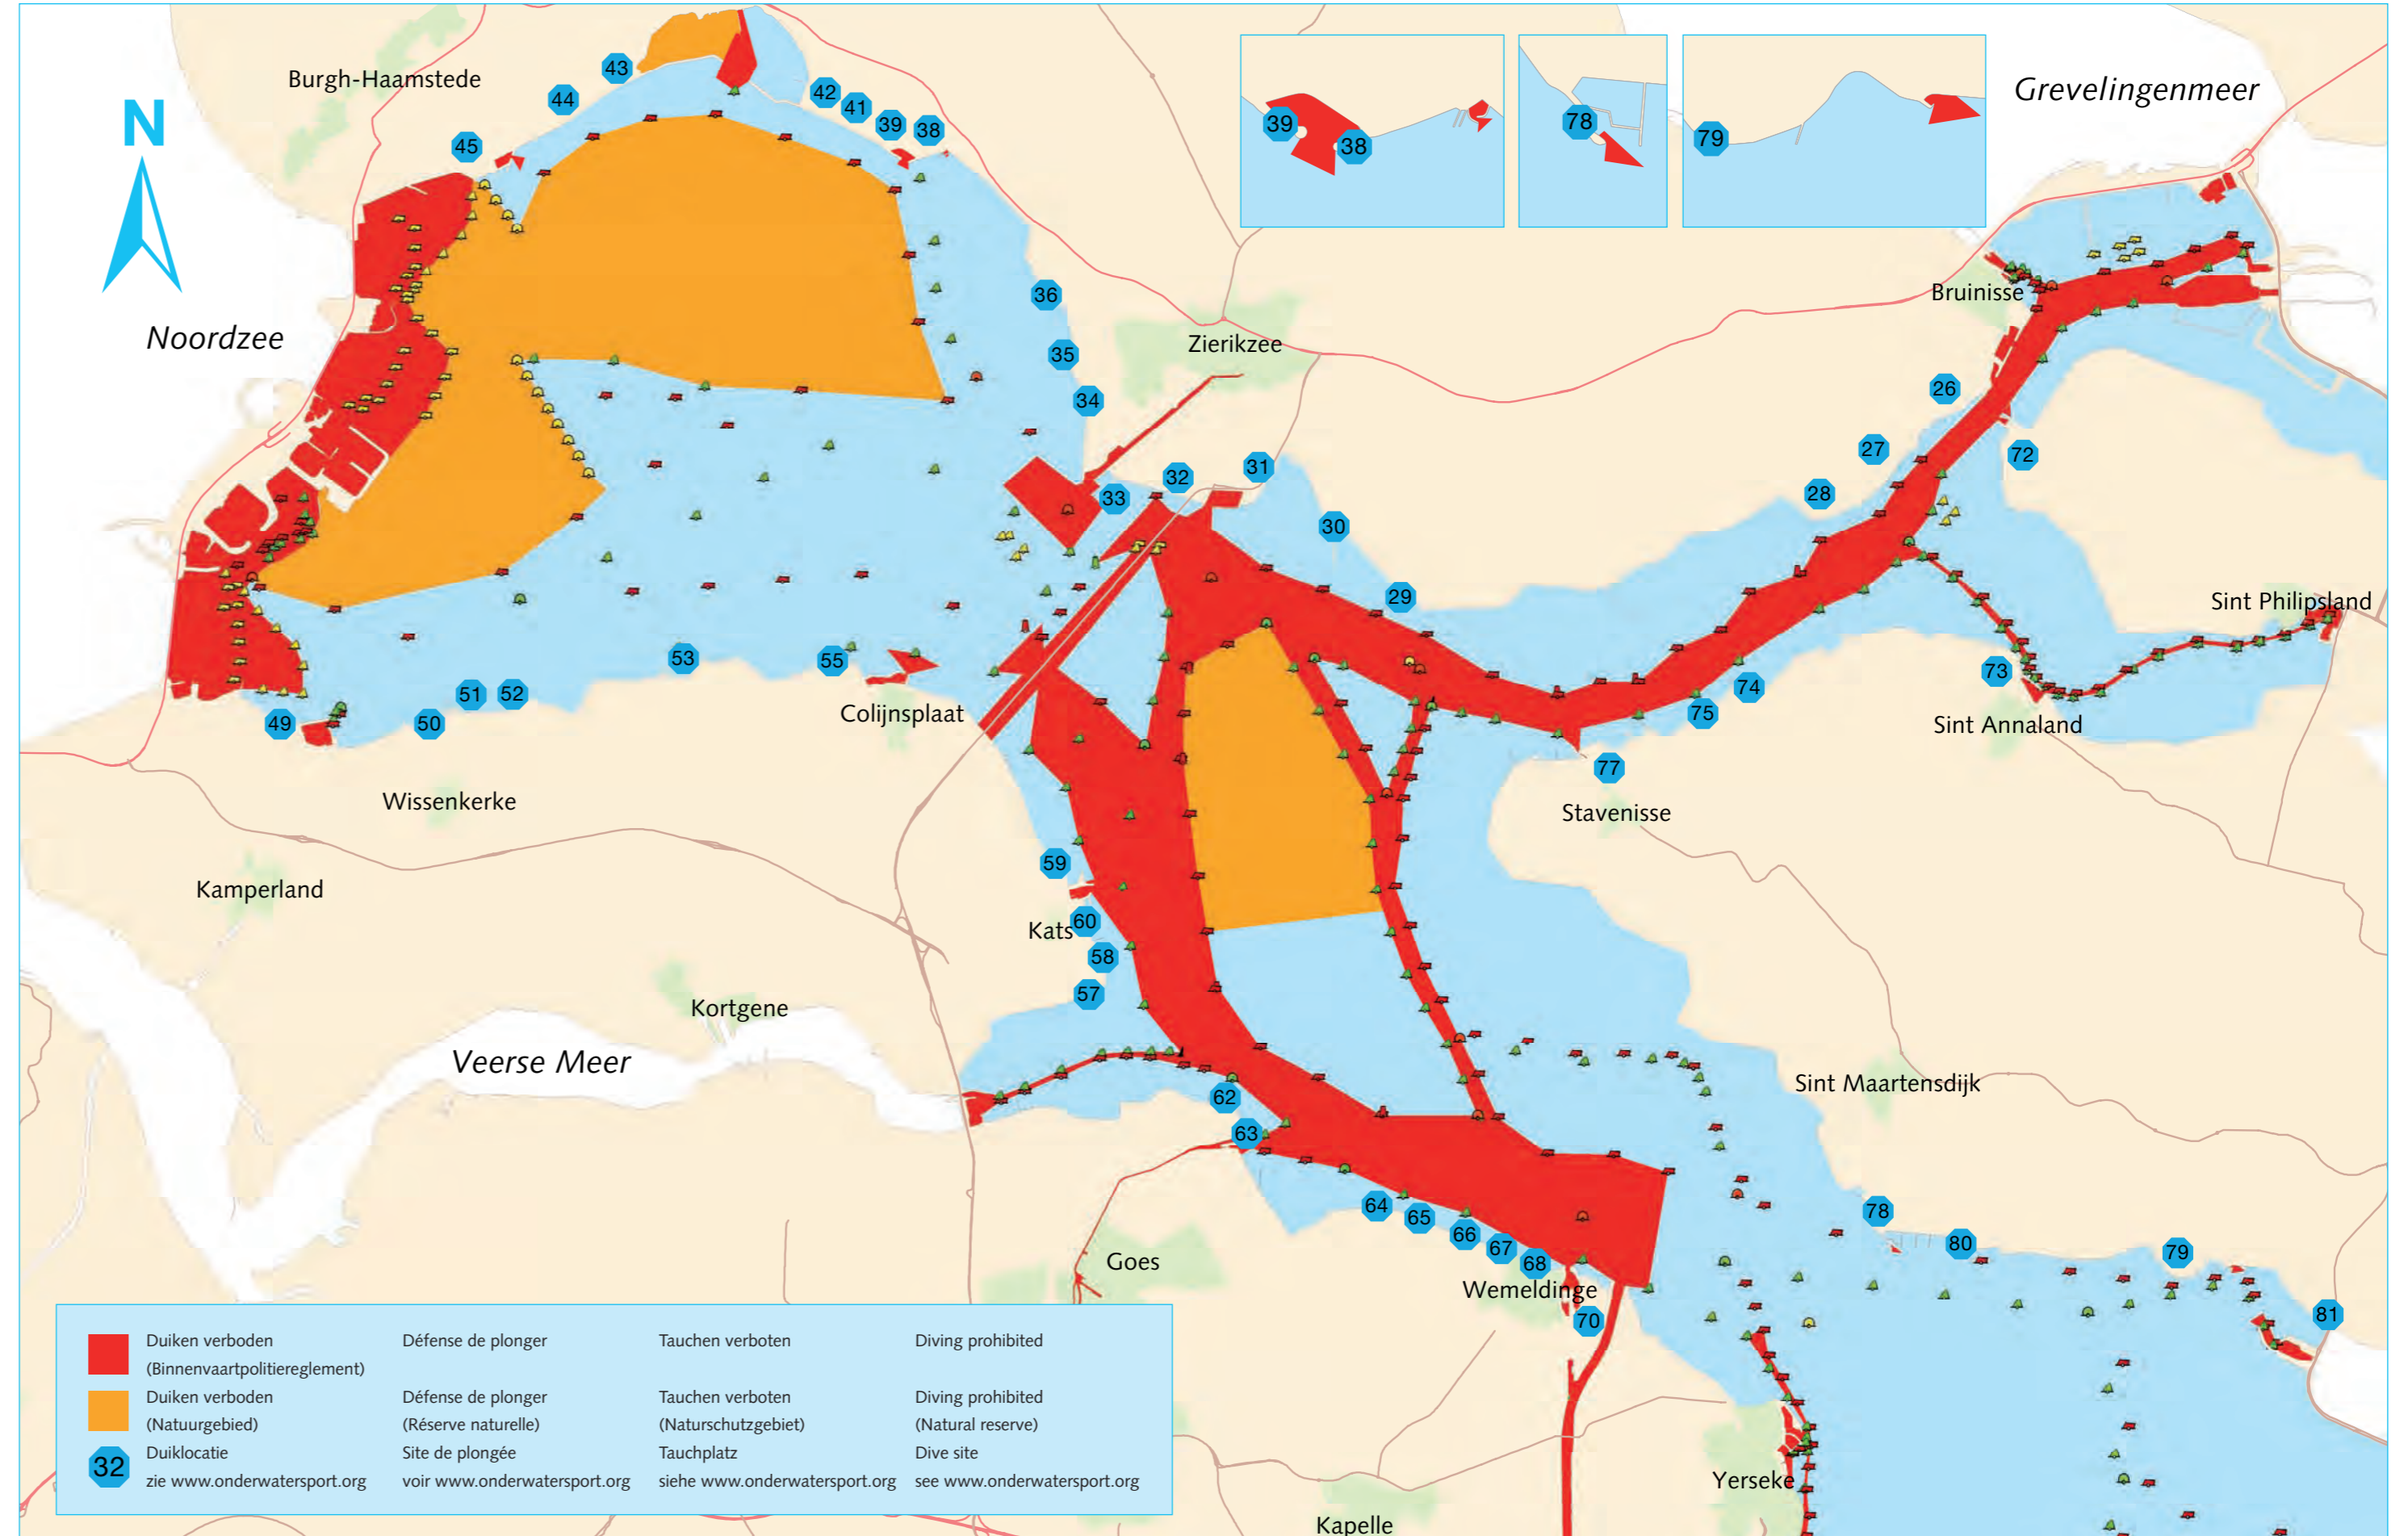 39
38
78
79
Grevelingenmeer
43
Burgh-Haamstede
44
42
41
39
38
N
45
Bruinisse
36
Noordzee
Zierikzee
35
34
26
27
72
31
32
33
28
30
29
Sint Philipsland
53
55
73
51
52
74
49
50
Colijnsplaat
75
Sint Annaland
77
Wissenkerke
Stavenisse
59
Kamperland
60
Kats
58
57
Kortgene
Veerse Meer
Sint Maartensdijk
62
63
64
65
78
66
67
80
79
68
Goes
Wemeldinge
70
81
Duiken verboden Défense de plonger Tauchen verboten Diving prohibited
(Binnenvaartpolitiereglement)
Duiken verboden Défense de plonger Tauchen verboten Diving prohibited
(Natuurgebied) (Réserve naturelle) (Naturschutzgebiet) (Natural reserve)
32
Duiklocatie Site de plongée Tauchplatz Dive site
zie www.onderwatersport.org voir www.onderwatersport.org siehe www.onderwatersport.org see www.onderwatersport.org
Yerseke
Kapelle